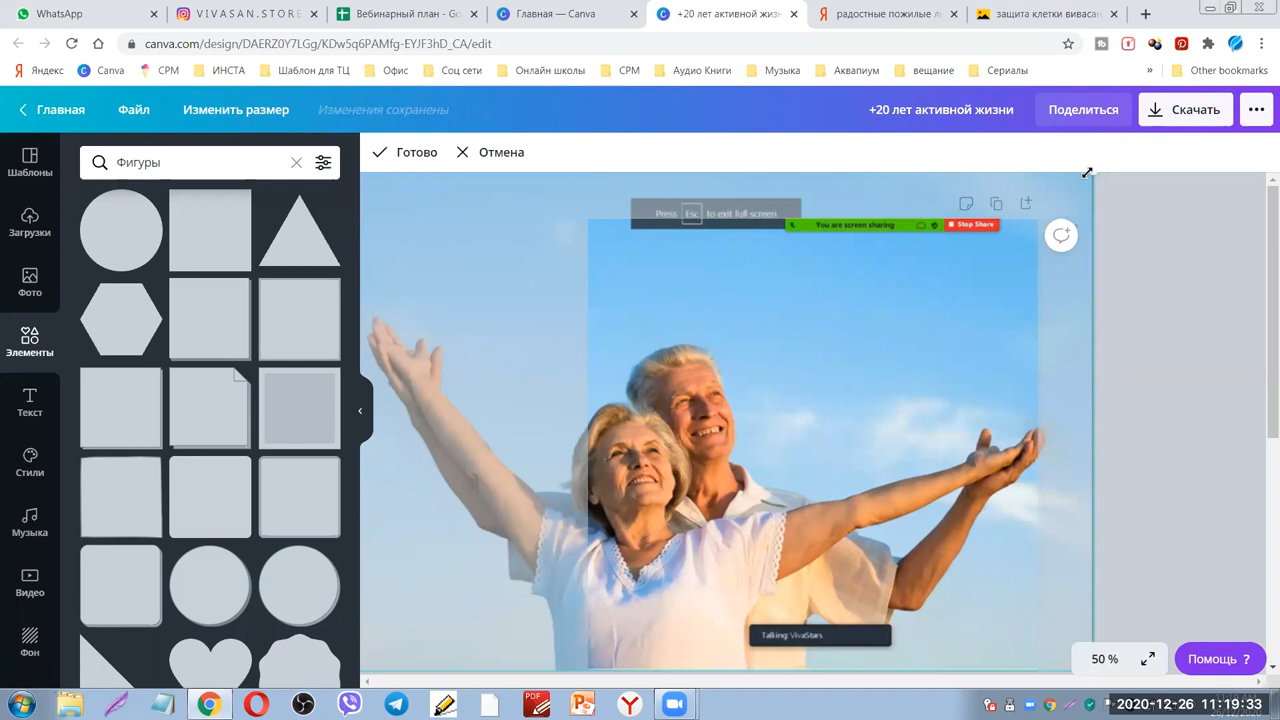 WhatsApp
V I V A S A N . S T O R E
Вебинарный план - Go
Главная — Canva
+20 лет активной жизн
радостные пожилые л
защита клетки вивасан
canva.com/design/DAERZ0Y7LGg/KDw5q6PAMfg-EYJF3hD_CA/edit
Яндекс
Canva
СРМ
ИНСТА
Шаблон для ТЦ
Офис
Соц сети
Онлайн школы
СРМ
Аудио Книги
Музыка
Аквапиум
вещание
Сериалы
»
Other bookmarks
Главная
Файл
Изменить размер
Изменения сохранены
+20 лет активной жизни
Поделиться
Скачать
Шаблоны
Загрузки
Фото
Элементы
Текст
Стили
Музыка
Видео
Фон
Фигуры
Готово
Отмена
Press Esc to exit full screen
You are screen sharing
Stop Share
Talking: VivaStars
50 %
Помощь ?
PDF
2020-12-26 11:19:33